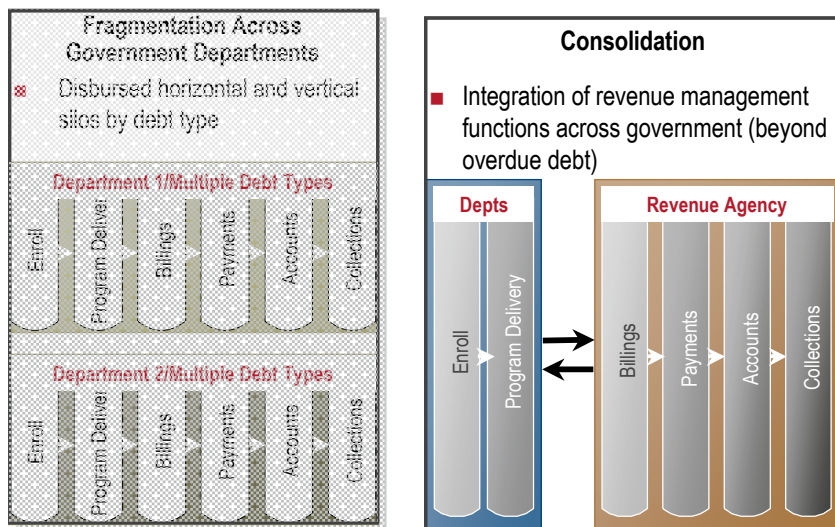 Fragmentation Across
Government Departments
Disbursed horizontal and vertical
silos by debt type
Department 1/Multiple Debt Types
Enroll
Program Deliver
Billings
Payments
Accounts
Collections
Department 2/Multiple Debt Types
Enroll
Program Deliver
Billings
Payments
Accounts
Collections
Consolidation
Integration of revenue management
functions across government (beyond
overdue debt)
Depts
Enroll
Program Delivery
Revenue Agency
Billings
Payments
Accounts
Collections